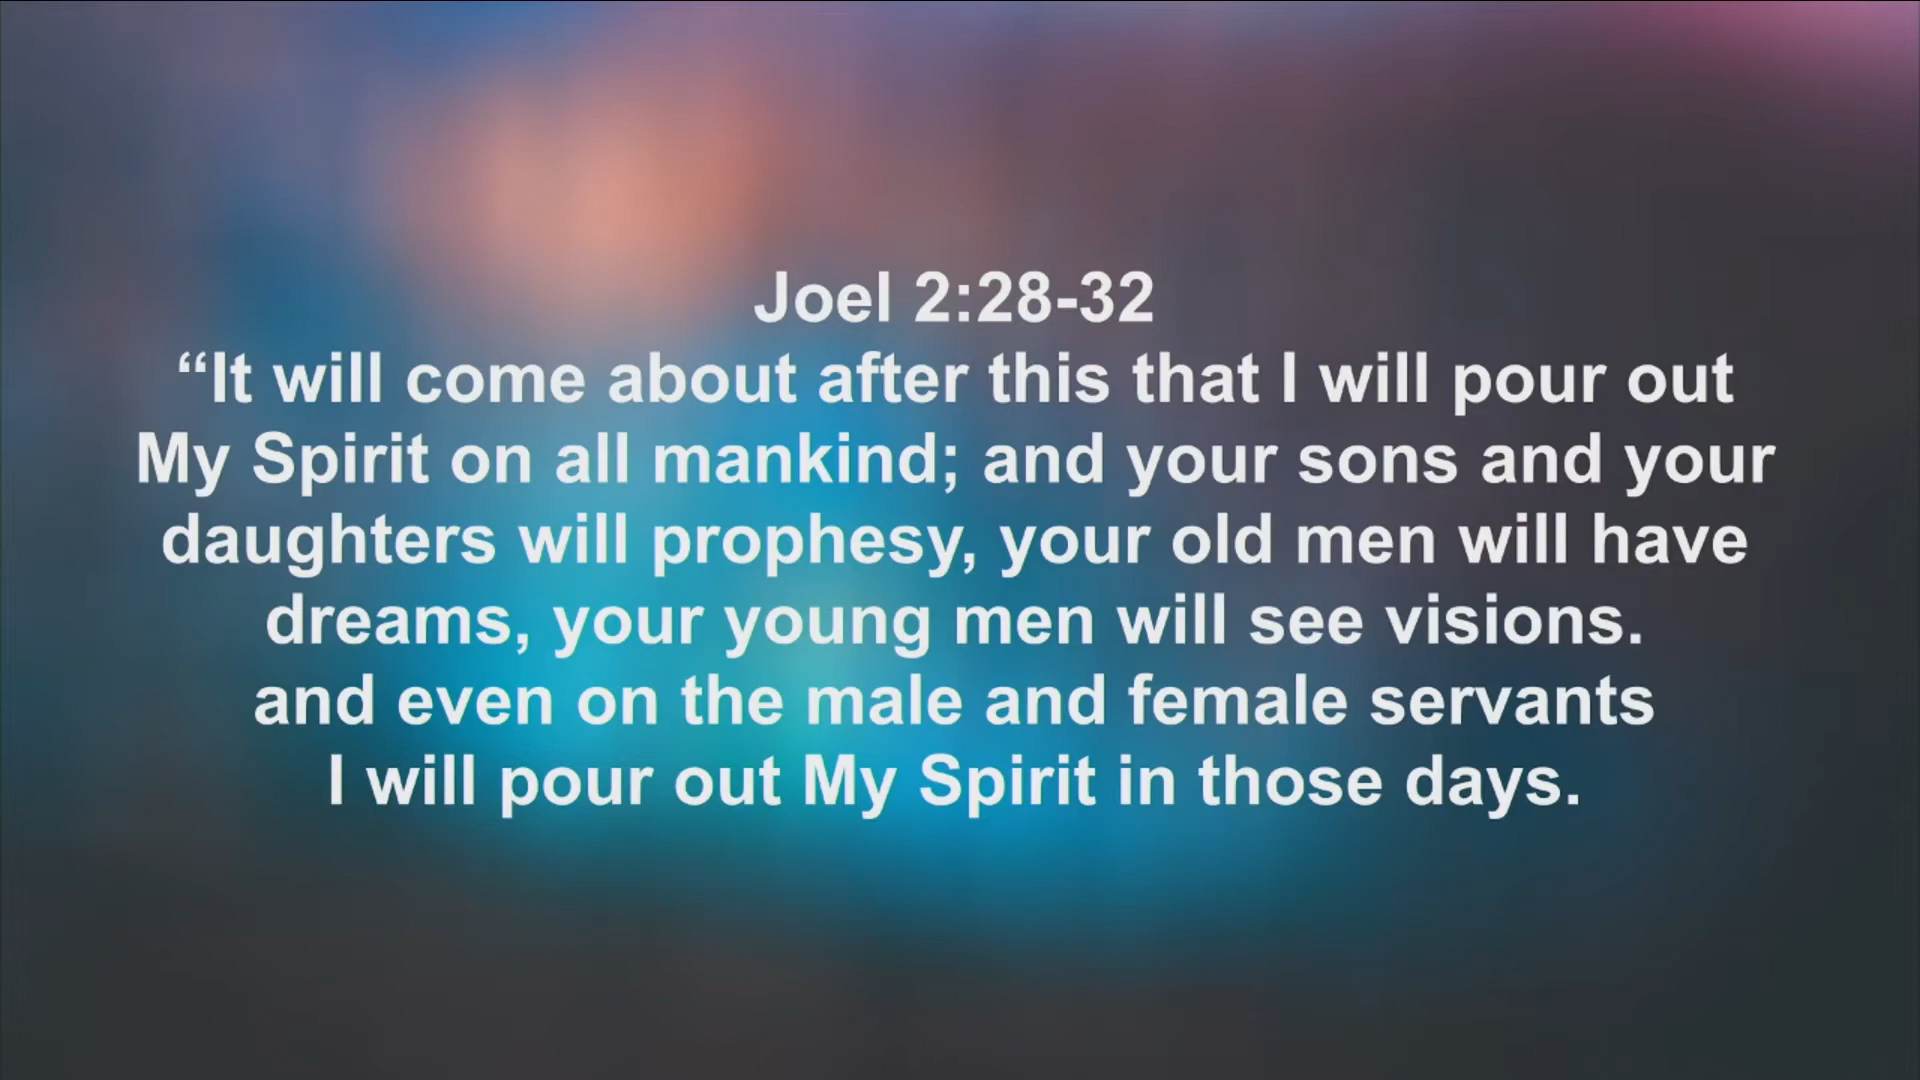 Joel 2:28-32
“It will come about after this that I will pour out
My Spirit on all mankind; and your sons and your
daughters will prophesy, your old men will have
dreams, your young men will see visions.
and even on the male and female servants
I will pour out My Spirit in those days.